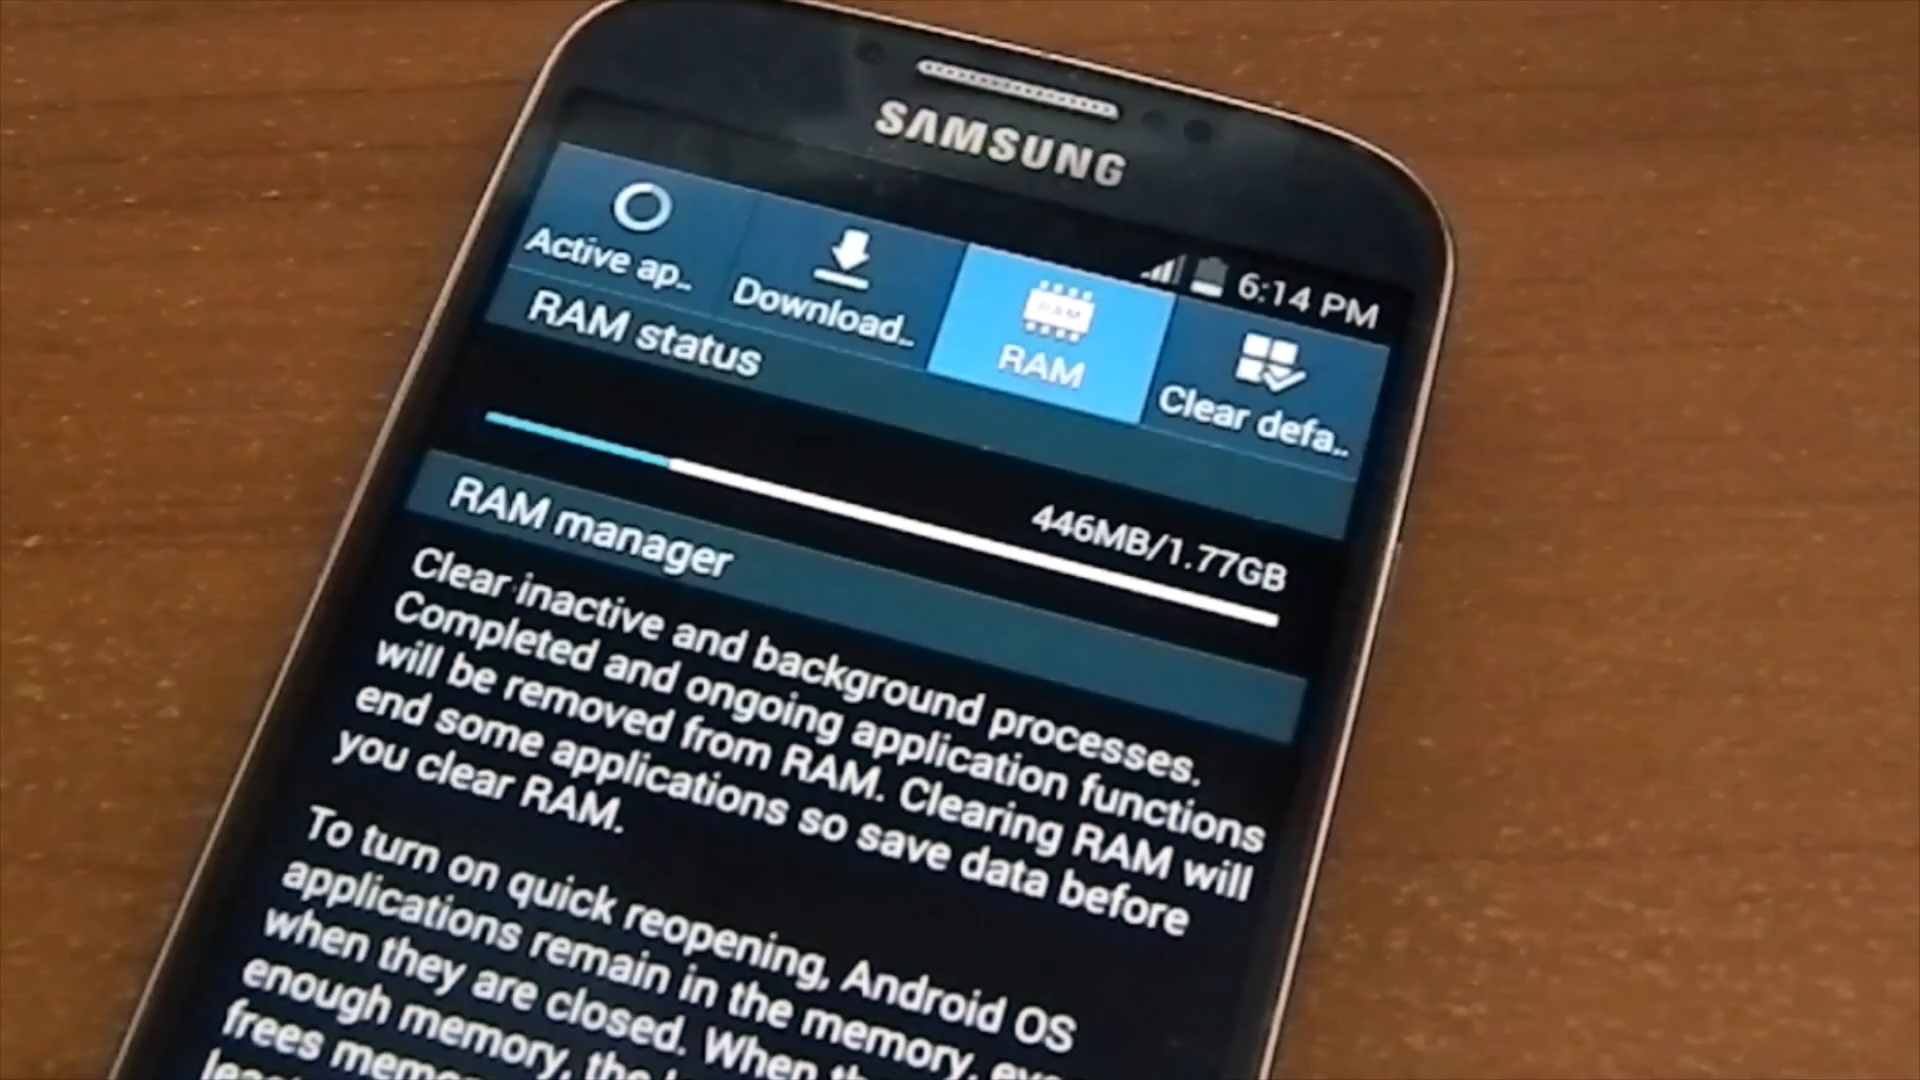 SAMSUNG
6:14 PM
Active ap..
Download..
RAM
RAM
Clear defa..
RAM status
446MB/1.77GB
RAM manager
Clear inactive and background processes.
Completed and ongoing application functions
will be removed from RAM. Clearing RAM will
end some applications so save data before
you clear RAM.
To turn on quick reopening, Android OS
applications remain in the memory,
when they are closed. When
enough memory,
frees